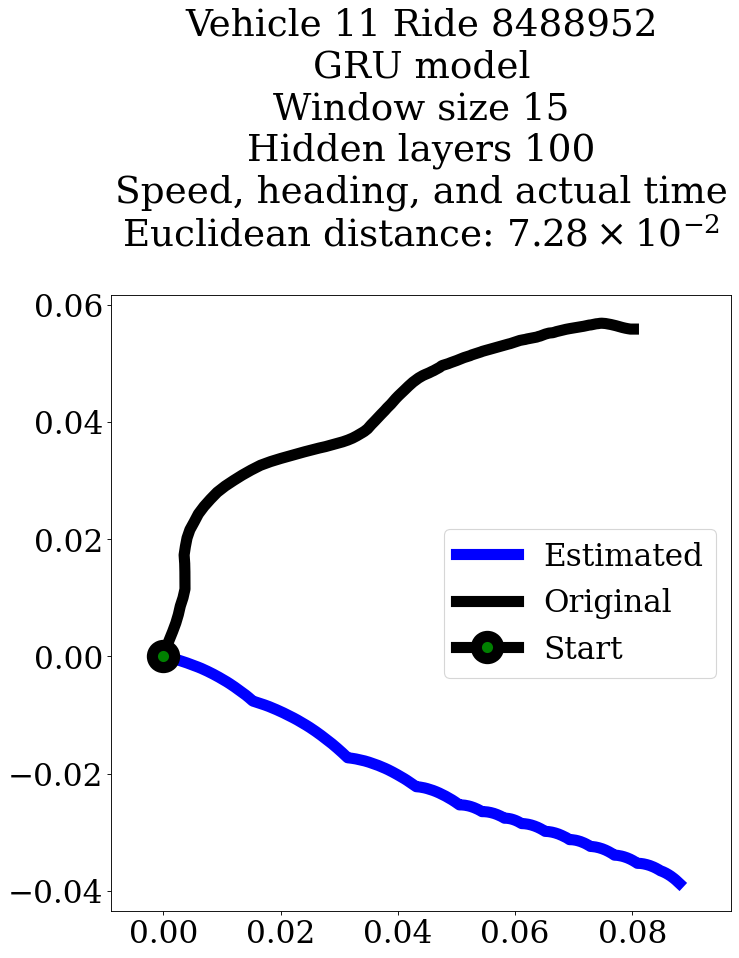 Vehicle 11 Ride 8488952
GRU model
Window size 15
Hidden layers 100
Speed, heading, and actual time
Euclidean distance: 7.28 × 10⁻²
0.06
0.04
0.02
0.00
−0.02
−0.04
Estimated
Original
Start
0.00 0.02 0.04 0.06 0.08